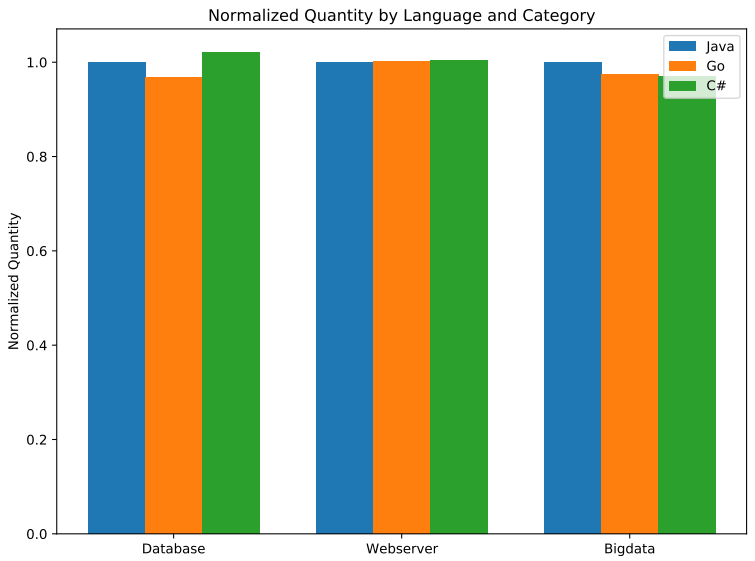 Normalized Quantity by Language and Category
Java
Go
C#
Normalized Quantity
1.0
0.8
0.6
0.4
0.2
0.0
Database
Webserver
Bigdata